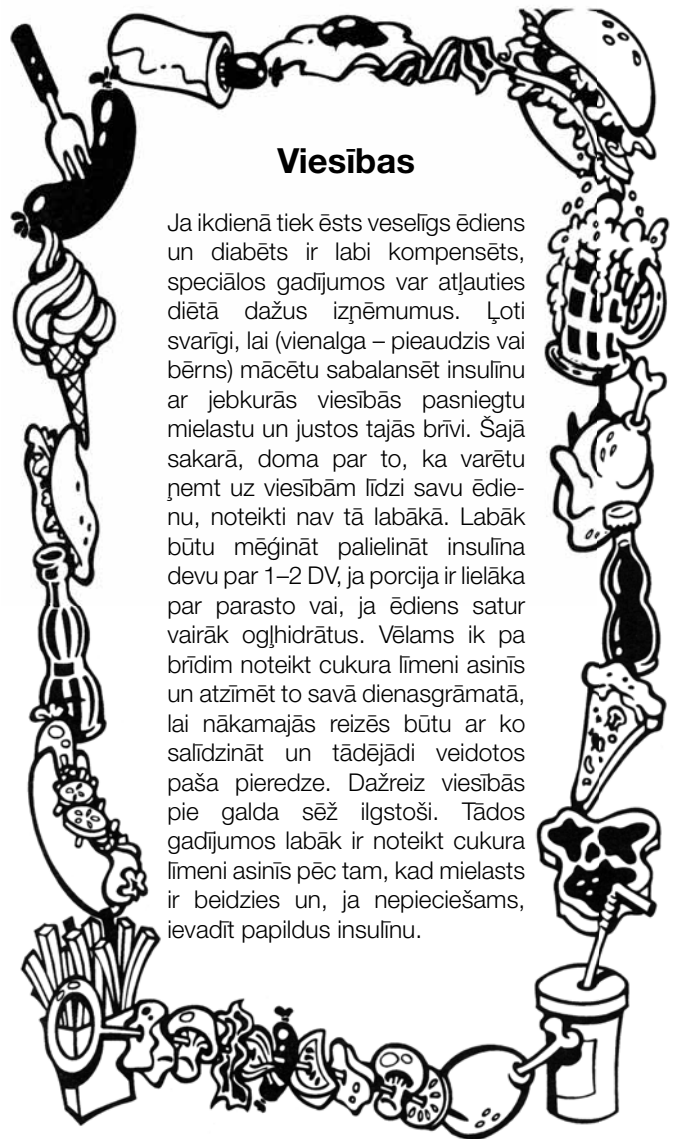 Viesības
Ja ikdienā tiek ēsts veselīgs ēdiens
un diabēts ir labi kompensēts,
speciālos gadījumos var atļauties
diētā dažus izņēmumus. Ļoti
svarīgi, lai (vienalga – pieaudzis vai
bērns) mācētu sabalansēt insulīnu
ar jebkurās viesībās pasniegtu
mielastu un justos tajās brīvi. Šajā
sakarā, doma par to, ka varētu
ņemt uz viesībām līdzi savu ēdie-
nu, noteikti nav tā labākā. Labāk
būtu mēģināt palielināt insulīna
devu par 1–2 DV, ja porcija ir lielāka
par parasto vai, ja ēdiens satur
vairāk ogļhidrātus. Vēlams ik pa
brīdim noteikt cukura līmeni asinīs
un atzīmēt to savā dienasgrāmatā,
lai nākamajās reizēs būtu ar ko
salīdzināt un tādējādi veidotos
paša pieredze. Dažreiz viesībās
pie galda sēž ilgstoši. Tādos
gadījumos labāk ir noteikt cukura
līmeni asinīs pēc tam, kad mielasts
ir beidzies un, ja nepieciešams,
ievadīt papildus insulīnu.